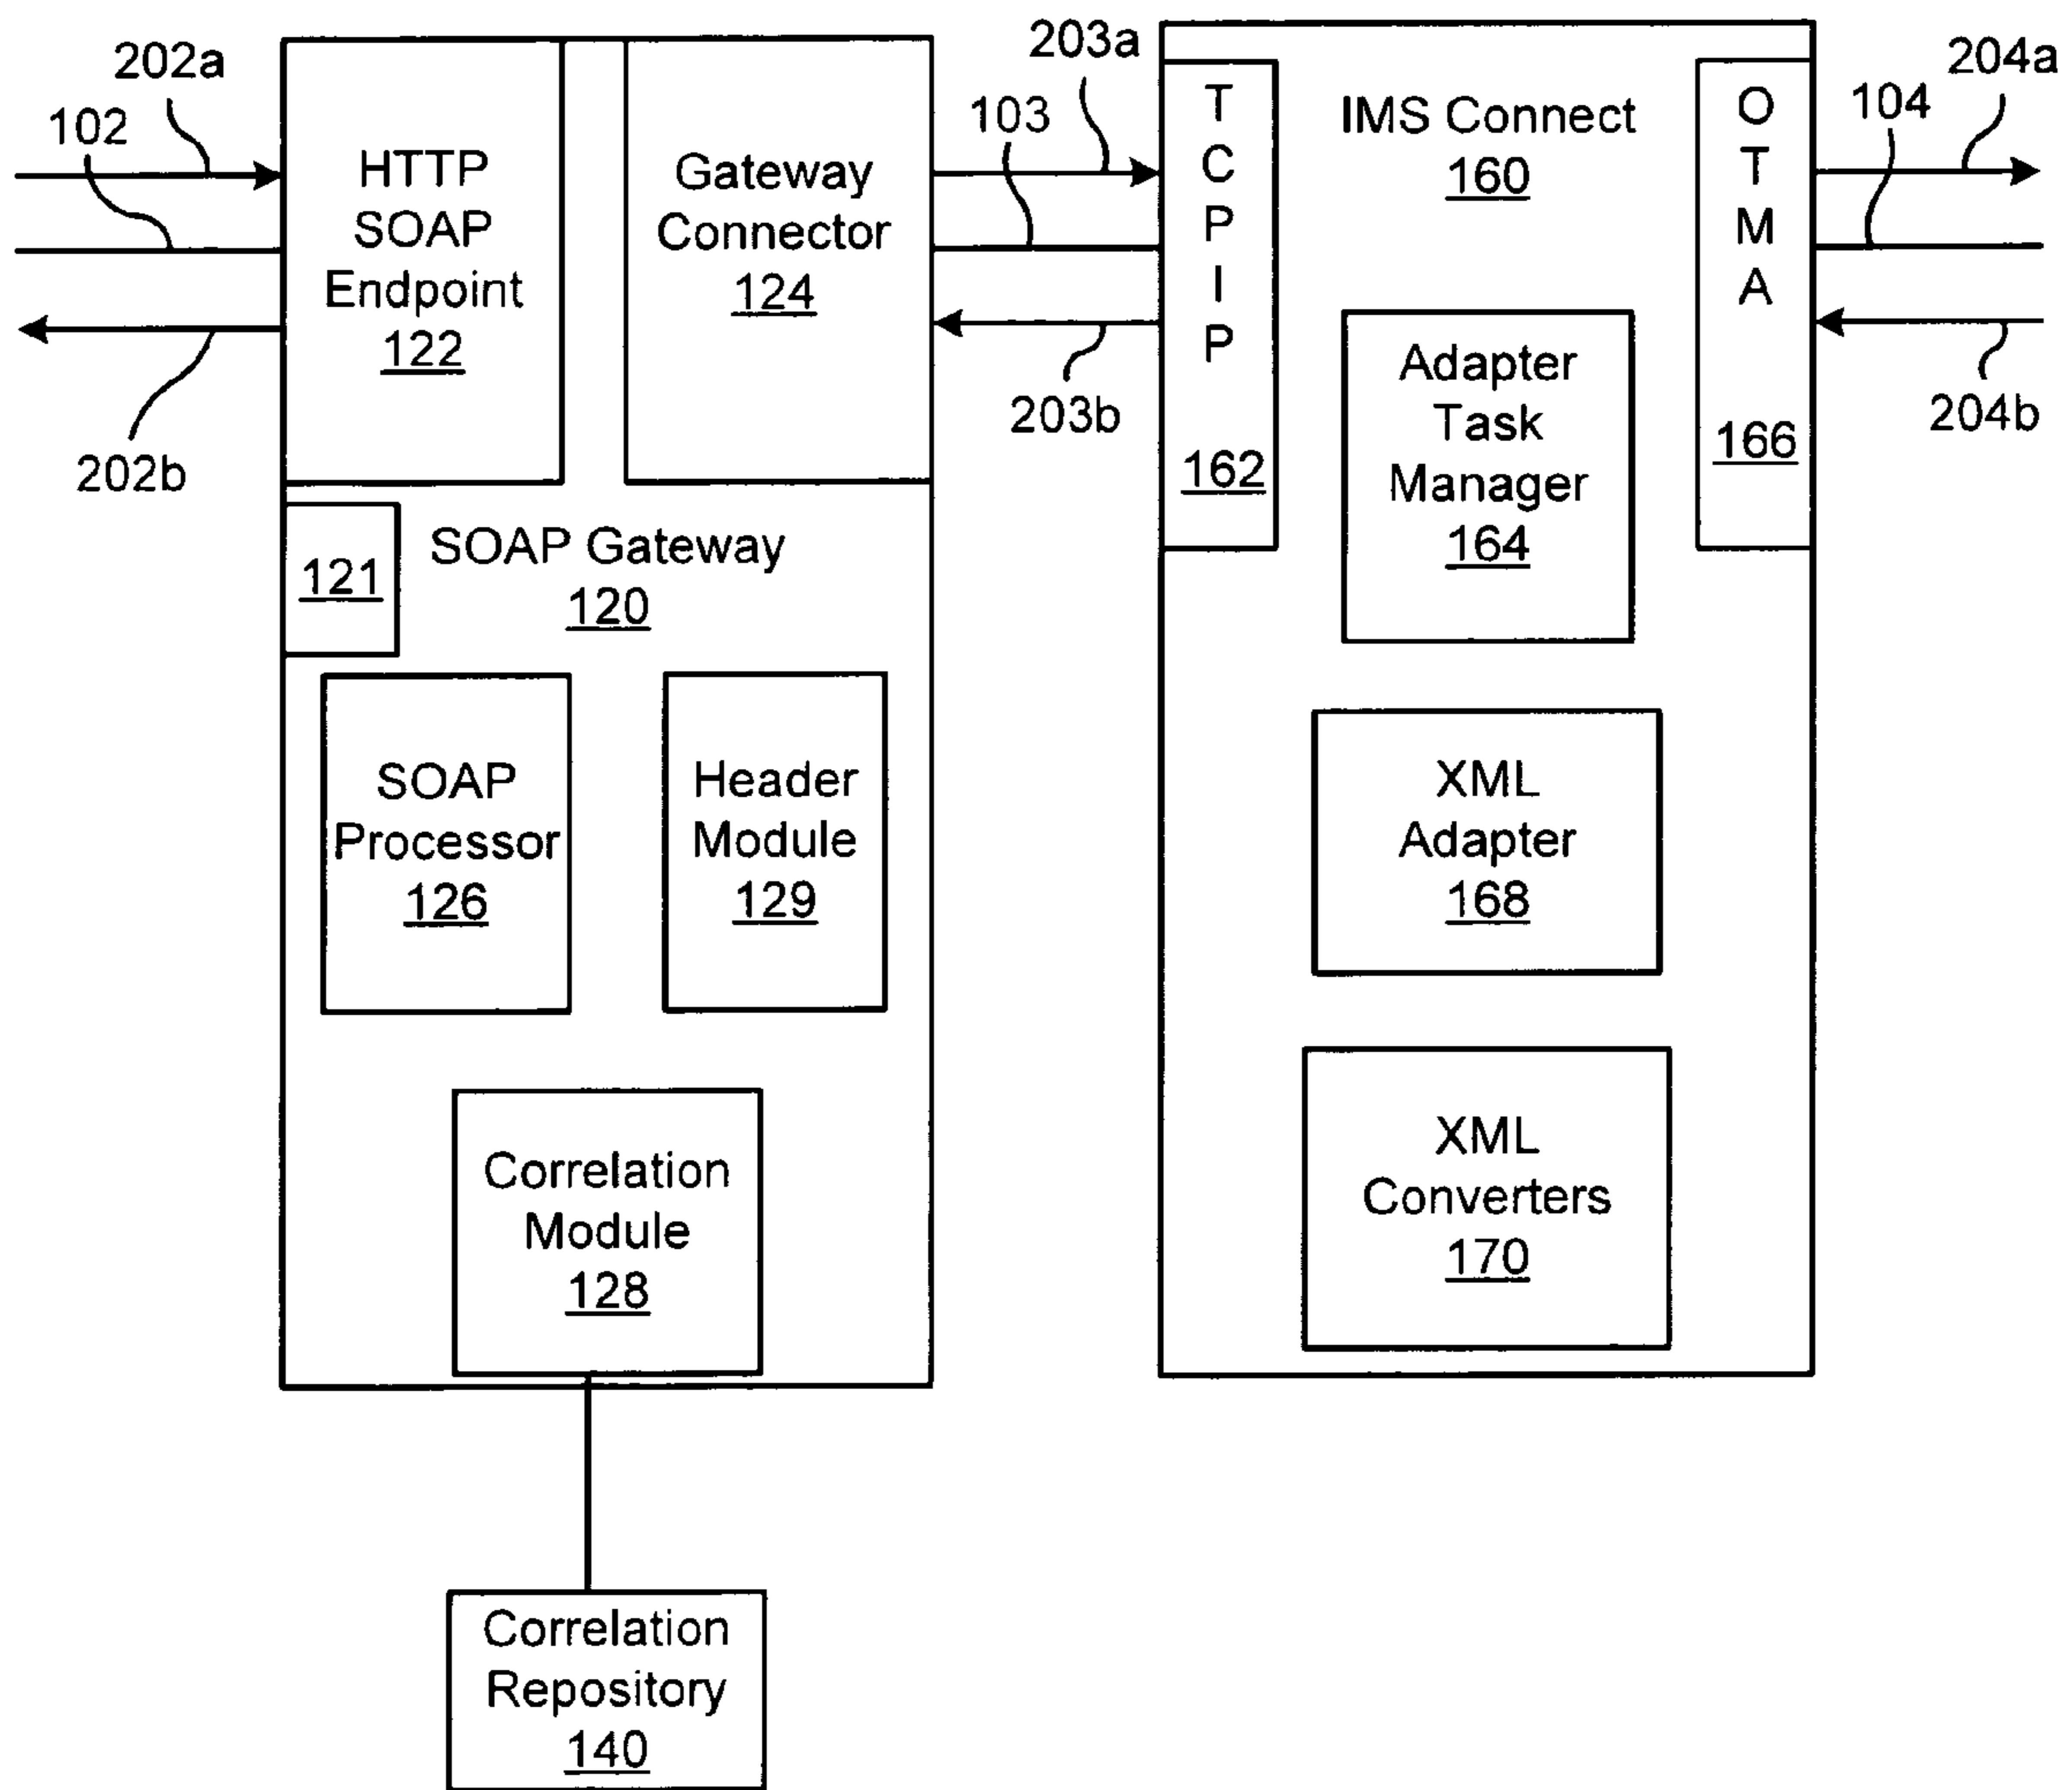 202a
102
202b
HTTP
SOAP
Endpoint
122
Gateway
Connector
124
121
SOAP Gateway
120
SOAP
Processor
126
Header
Module
129
Correlation
Module
128
Correlation
Repository
140
203a
103
203b
T
C
P
I
P
162
IMS Connect
160
Adapter
Task
Manager
164
XML
Adapter
168
XML
Converters
170
O
T
M
A
166
204a
104
204b